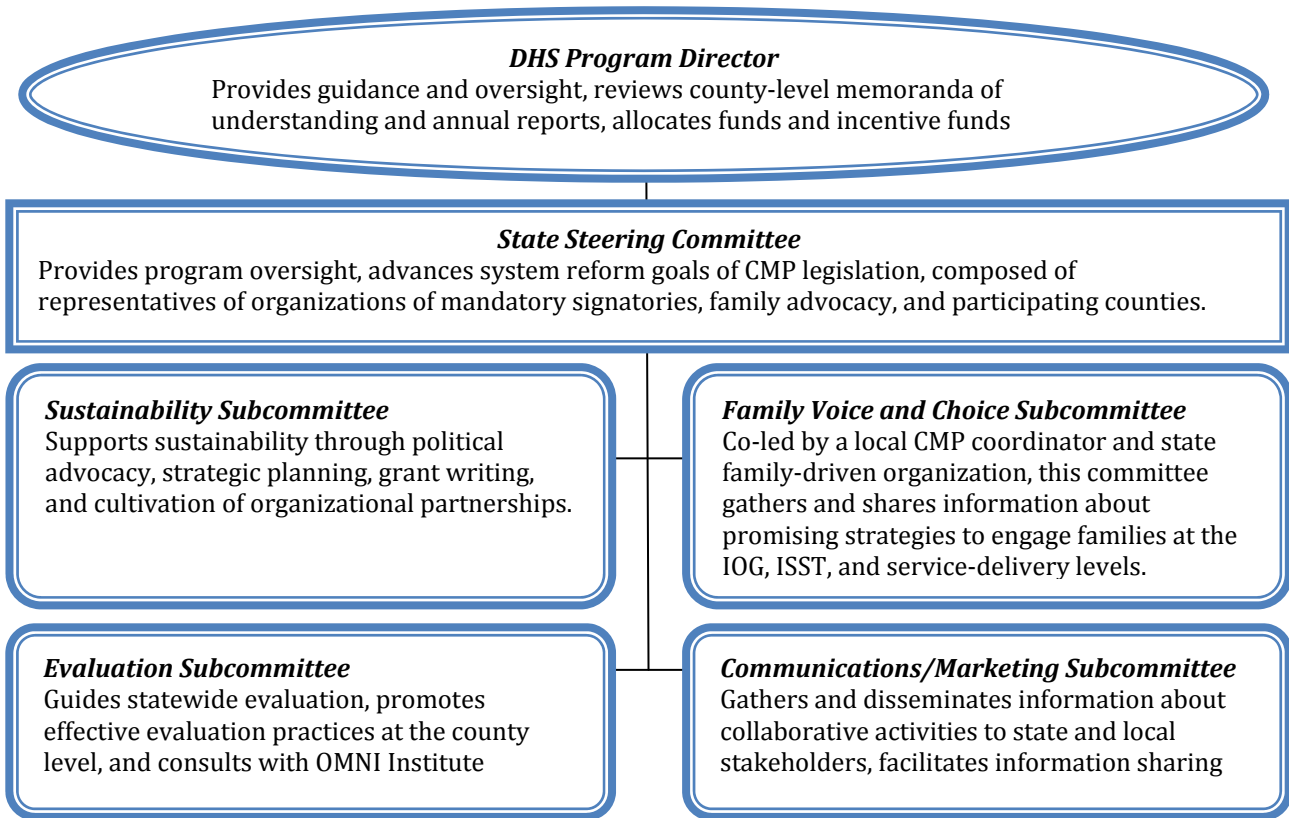 DHS Program Director
Provides guidance and oversight, reviews county-level memoranda of
understanding and annual reports, allocates funds and incentive funds
State Steering Committee
Provides program oversight, advances system reform goals of CMP legislation, composed of
representatives of organizations of mandatory signatories, family advocacy, and participating counties.
Sustainability Subcommittee
Supports sustainability through political
advocacy, strategic planning, grant writing,
and cultivation of organizational partnerships.
Family Voice and Choice Subcommittee
Co-led by a local CMP coordinator and state
family-driven organization, this committee
gathers and shares information about
promising strategies to engage families at the
IOG, ISST, and service-delivery levels.
Evaluation Subcommittee
Guides statewide evaluation, promotes
effective evaluation practices at the county
level, and consults with OMNI Institute
Communications/Marketing Subcommittee
Gathers and disseminates information about
collaborative activities to state and local
stakeholders, facilitates information sharing